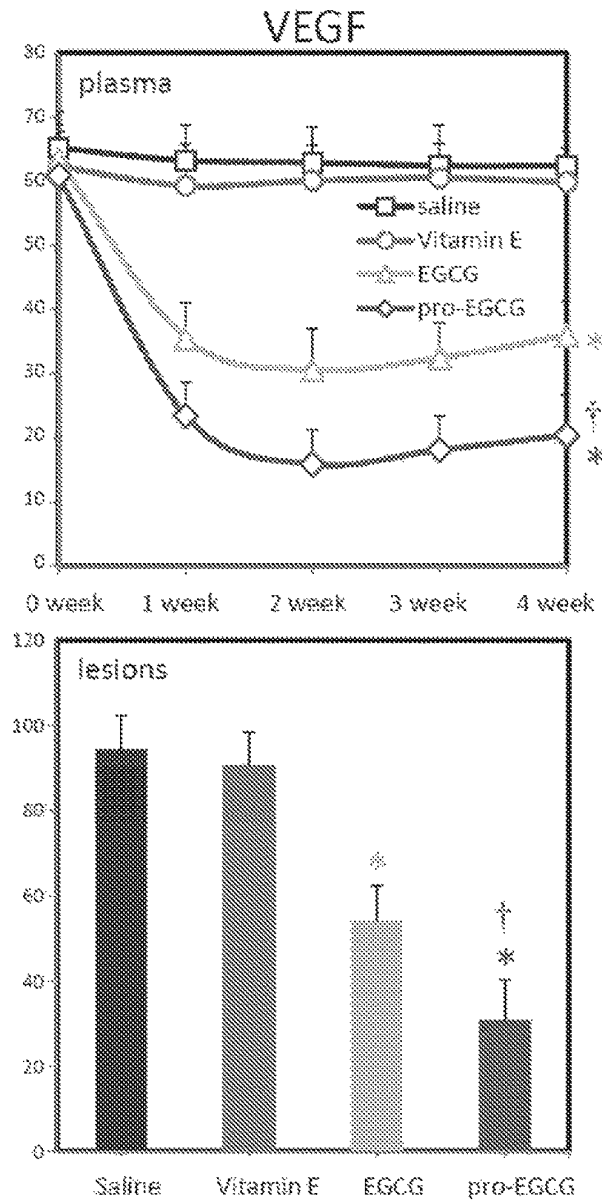 VEGF
80
plasma
70
60
saline
50
Vitamin E
EGCG
40
pro-EGCG
*
30
†
20
*
10
0
0 week 1 week 2 week 3 week 4 week
120
lesions
100
80
*
60
†
*
40
20
0
Saline Vitamin E EGCG pro-EGCG